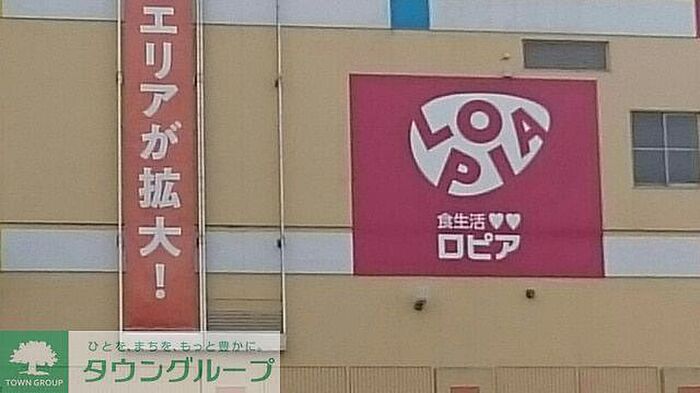 エリアが拡大！
LOPIA
食生活♥♥
ロピア
ひとを、まちを、もっと豊かに。
タウングループ
TOWN GROUP